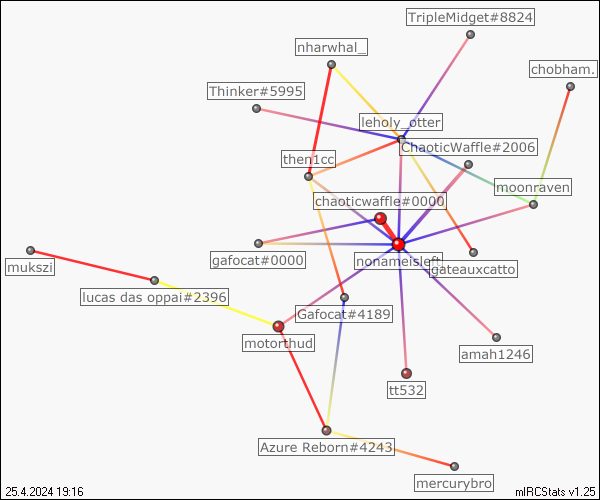 TripleMidget#8824
nharwhal_
chobham.
Thinker#5995
leholy_otter
ChaoticWaffle#2006
then1cc
moonraven
chaoticwaffle#0000
gafocat#0000
nonameisleft
gateauxcatto
mukszi
lucas das oppai#2396
Gafocat#4189
motorthud
amah1246
tt532
Azure Reborn#4243
mercurybro
25.4.2024 19:16
mIRCStats v1.25